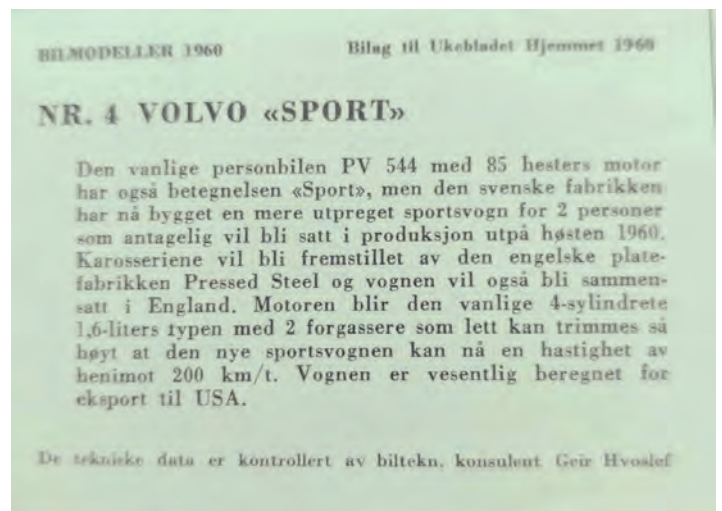 BILMODELLER 1960 Bilag til Ukebladet Hjemmet 1960
NR. 4 VOLVO «SPORT»
Den vanlige personbilen PV 544 med 85 hesters motor
har også betegnelsen «Sport», men den svenske fabrikken
har nå bygget en mere utpreget sportsvogn for 2 personer
som antagelig vil bli satt i produksjon utpå høsten 1960.
Karosseriene vil bli fremstillet av den engelske plate-
fabrikken Pressed Steel og vognen vil også bli sammen-
satt i England. Motoren blir den vanlige 4-sylindrete
1,6-liters typen med 2 forgassere som lett kan trimmes så
høyt at den nye sportsvognen kan nå en hastighet av
henimot 200 km/t. Vognen er vesentlig beregnet for
eksport til USA.
De tekniske data er kontrollert av biltekn. konsulent Geir Hvoslef